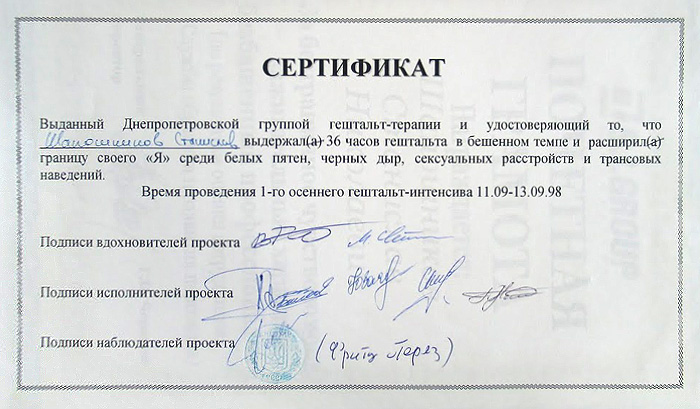 СЕРТИФИКАТ
Выданный Днепропетровской группой гештальт-терапии и удостоверяющий то, что
Шапошников Станислав выдержал(а) 36 часов гештальта в бешенном темпе и расширил(а)
границу своего «Я» среди белых пятен, черных дыр, сексуальных расстройств и трансовых
наведений.
Время проведения 1-го осеннего гештальт-интенсива 11.09-13.09.98
Подписи вдохновителей проекта
Подписи исполнителей проекта
Подписи наблюдателей проекта (Фриц Перлз)